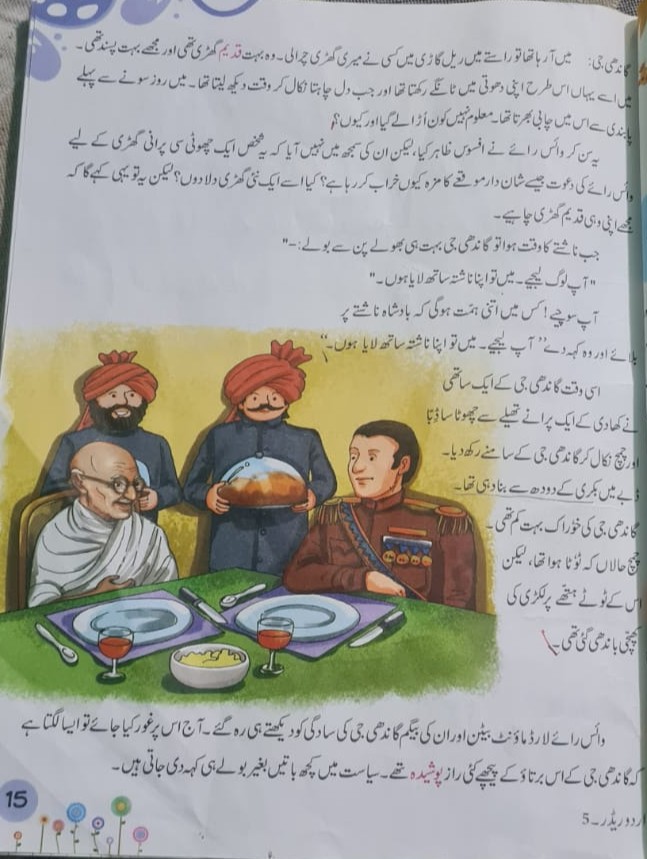 گاندھی جی: میں آ رہا تھا تو راستے میں ریل گاڑی میں کسی نے میری گھڑی چرالی۔ وہ بہت قدیم گھڑی تھی اور مجھے بہت پسند تھی۔
میں اسے یہاں اس طرح اپنی دھوتی میں ٹانگے رکھتا تھا اور جب دل چاہتا نکال کر وقت دیکھ لیتا تھا۔ میں روز سونے سے پہلے
پابندی سے اس میں چابی بھرتا تھا۔ معلوم نہیں کون اُڑا لے گیا اور کیوں؟
یہ سن کر وائس رائے نے افسوس ظاہر کیا، لیکن ان کی سمجھ میں نہیں آیا کہ یہ شخص ایک چھوٹی سی پرانی گھڑی کے لیے
وائس رائے کی دعوت جیسے شان دار موقعے کا مزہ کیوں خراب کر رہا ہے؟ کیا اسے ایک نئی گھڑی دلا دوں؟ لیکن یہ تو یہی کہے گا کہ
مجھے اپنی وہی قدیم گھڑی چاہیے۔
جب ناشتے کا وقت ہوا تو گاندھی جی بہت ہی بھولے پن سے بولے:-"
"آپ لوگ لیجیے۔ میں تو اپنا ناشتہ ساتھ لایا ہوں۔"
آپ سوچیے! کس میں اتنی ہمّت ہوگی کہ بادشاہ ناشتے پر
بلائے اور وہ کہہ دے "آپ لیجیے۔ میں تو اپنا ناشتہ ساتھ لایا ہوں۔"
اسی وقت گاندھی جی کے ایک ساتھی
نے کھادی کے ایک پرانے تھیلے سے چھوٹا سا ڈبّا
اور چمچ نکال کر گاندھی جی کے سامنے رکھ دیا۔
ڈبے میں بکری کے دودھ سے بنا دہی تھا۔
گاندھی جی کی خوراک بہت کم تھی۔
چمچ حالاں کہ ٹوٹا ہوا تھا، لیکن
اس کے ٹوٹے ہتھے پر لکڑی کی
کھپچی باندھی گئی تھی۔
وائس رائے لارڈ ماؤنٹ بیٹن اور ان کی بیگم گاندھی جی کی سادگی کو دیکھتے ہی رہ گئے۔ آج اس پر غور کیا جائے تو ایسا لگتا ہے
کہ گاندھی جی کے اس برتاؤ کے پیچھے کئی راز پوشیدہ تھے۔ سیاست میں کچھ باتیں بغیر بولے ہی کہہ دی جاتی ہیں۔
15
اردو ریڈر۔5